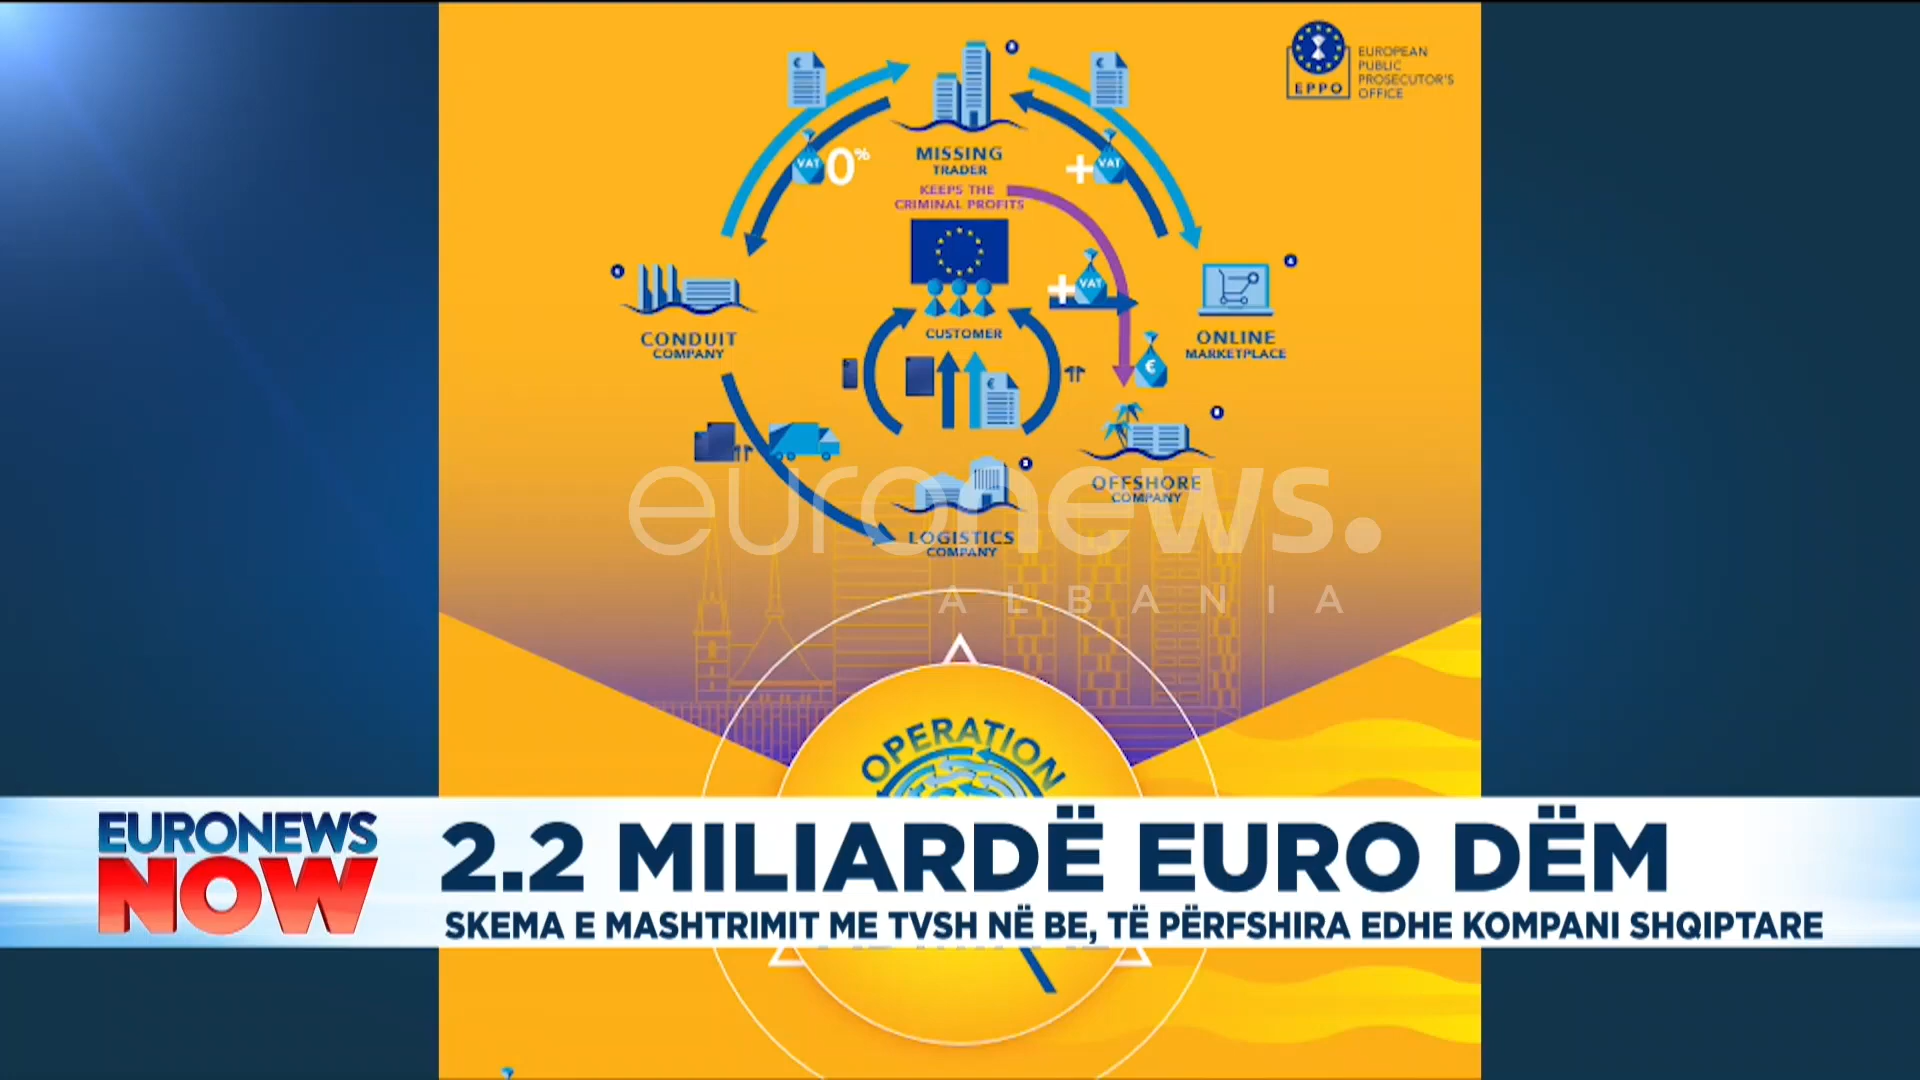 EUROPEAN
PUBLIC
PROSECUTOR'S
OFFICE
EPPO
VAT 0%
MISSING
TRADER
+ VAT
KEEPS THE
CRIMINAL PROFITS
+ VAT
CUSTOMER
CONDUIT
COMPANY
ONLINE
MARKETPLACE
€
OFFSHORE
COMPANY
LOGISTICS
COMPANY
euronews.
ALBANIA
OPERATION
EURONEWS
NOW
2.2 MILIARDË EURO DËM
SKEMA E MASHTRIMIT ME TVSH NË BE, TË PËRFSHIRA EDHE KOMPANI SHQIPTARE